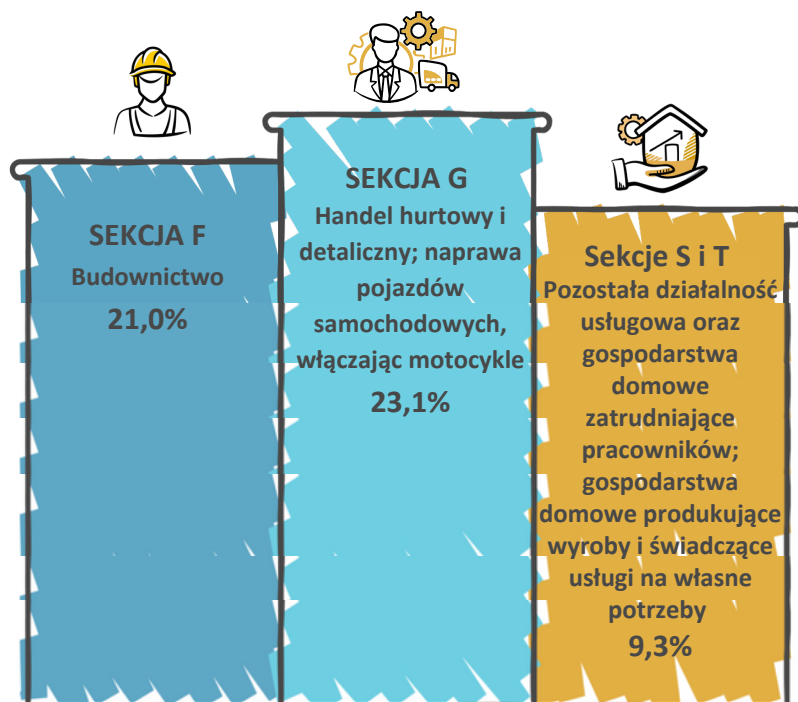 SEKCJA F
Budownictwo
21,0%
SEKCJA G
Handel hurtowy i
detaliczny; naprawa
pojazdów
samochodowych,
włączając motocykle
23,1%
Sekcje S i T
Pozostała działalność
usługowa oraz
gospodarstwa
domowe
zatrudniające
pracowników;
gospodarstwa
domowe produkujące
wyroby i świadczące
usługi na własne
potrzeby
9,3%